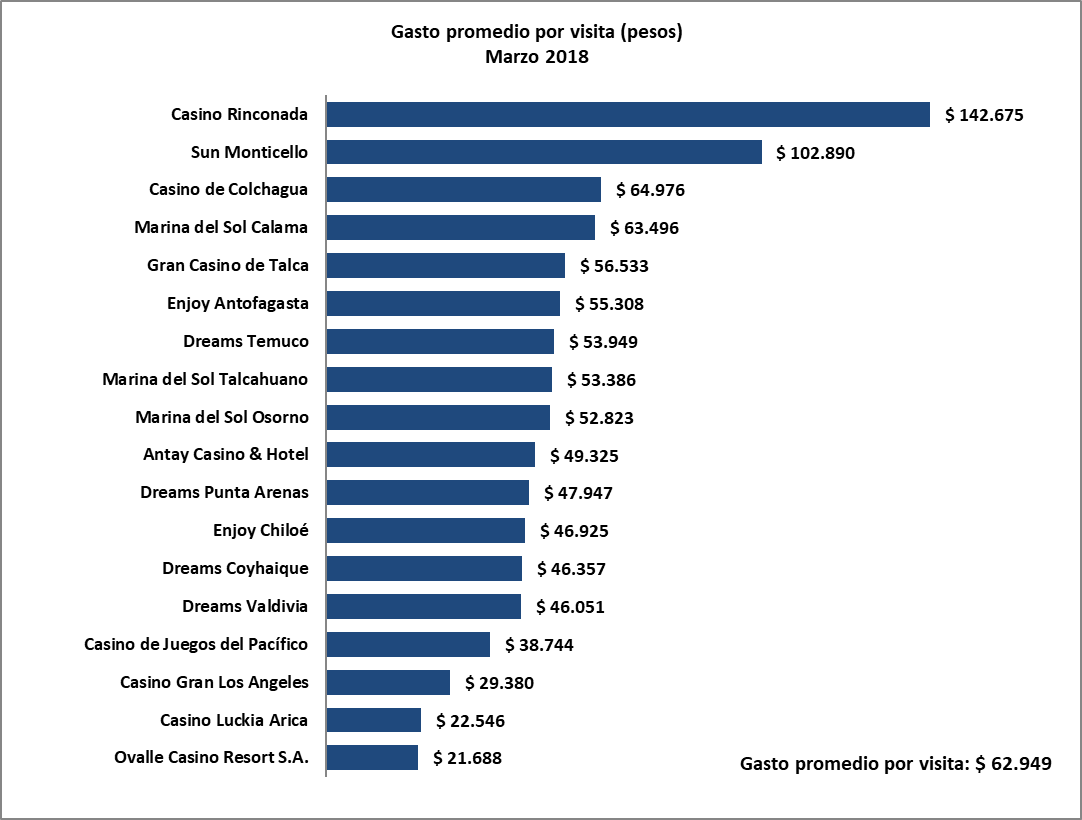 Gasto promedio por visita (pesos)
Marzo 2018
Casino Rinconada $ 142.675
Sun Monticello $ 102.890
Casino de Colchagua $ 64.976
Marina del Sol Calama $ 63.496
Gran Casino de Talca $ 56.533
Enjoy Antofagasta $ 55.308
Dreams Temuco $ 53.949
Marina del Sol Talcahuano $ 53.386
Marina del Sol Osorno $ 52.823
Antay Casino & Hotel $ 49.325
Dreams Punta Arenas $ 47.947
Enjoy Chiloé $ 46.925
Dreams Coyhaique $ 46.357
Dreams Valdivia $ 46.051
Casino de Juegos del Pacífico $ 38.744
Casino Gran Los Angeles $ 29.380
Casino Luckia Arica $ 22.546
Ovalle Casino Resort S.A. $ 21.688
Gasto promedio por visita: $ 62.949